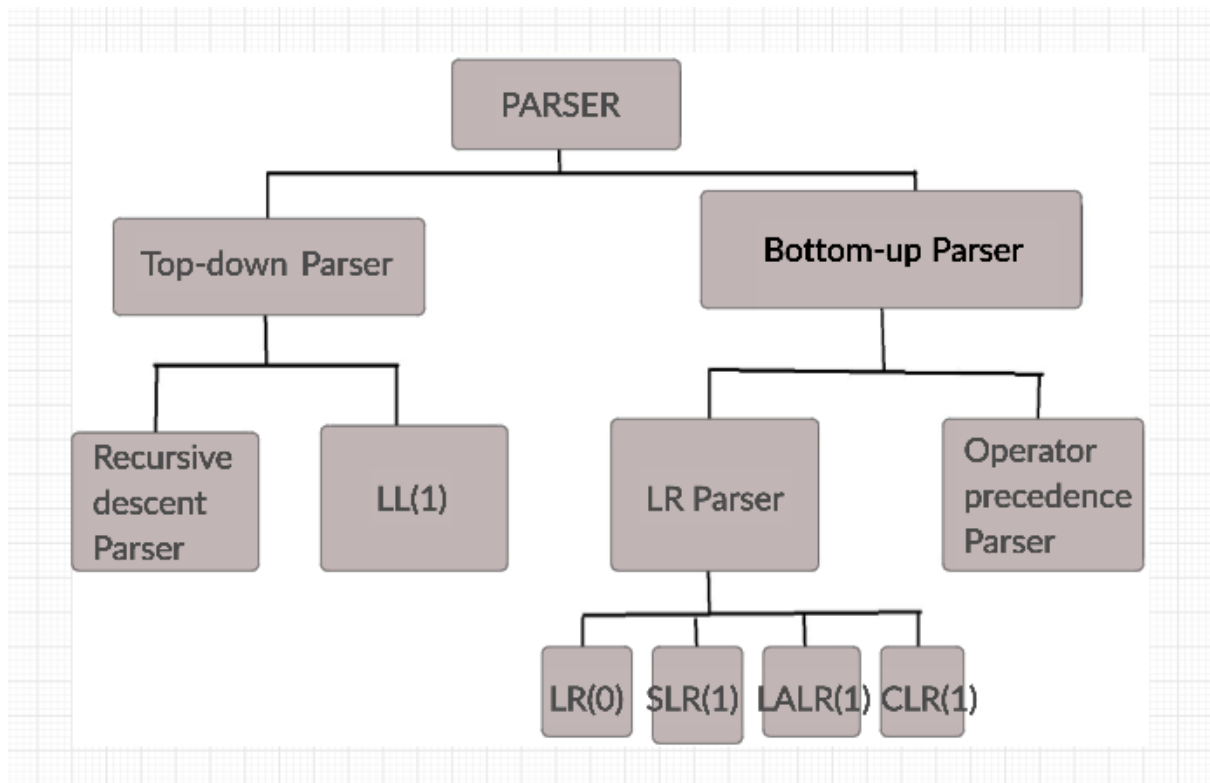 PARSER
Top-down Parser
Bottom-up Parser
Recursive
descent
Parser
LL(1)
LR Parser
Operator
precedence
Parser
LR(0)
SLR(1)
LALR(1)
CLR(1)